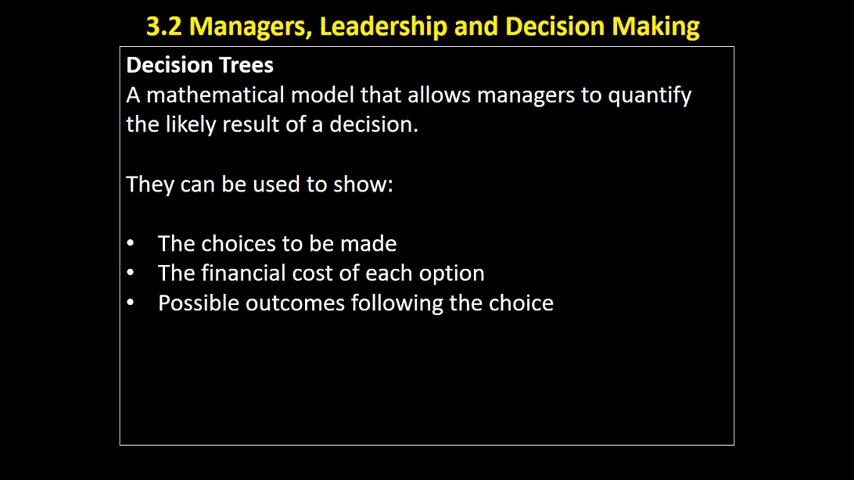 3.2 Managers, Leadership and Decision Making
Decision Trees
A mathematical model that allows managers to quantify
the likely result of a decision.
They can be used to show:
• The choices to be made
• The financial cost of each option
• Possible outcomes following the choice